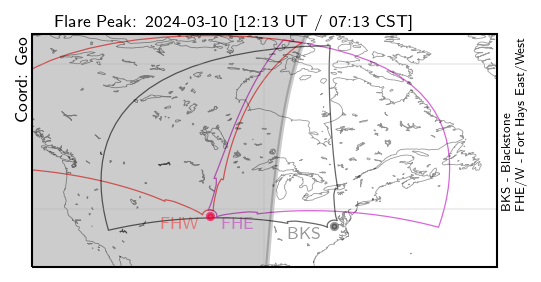 Flare Peak: 2024-03-10 [12:13 UT / 07:13 CST]
Coord: Geo
FHW
FHE
BKS
BKS - Blackstone
FHE/W - Fort Hays East/West